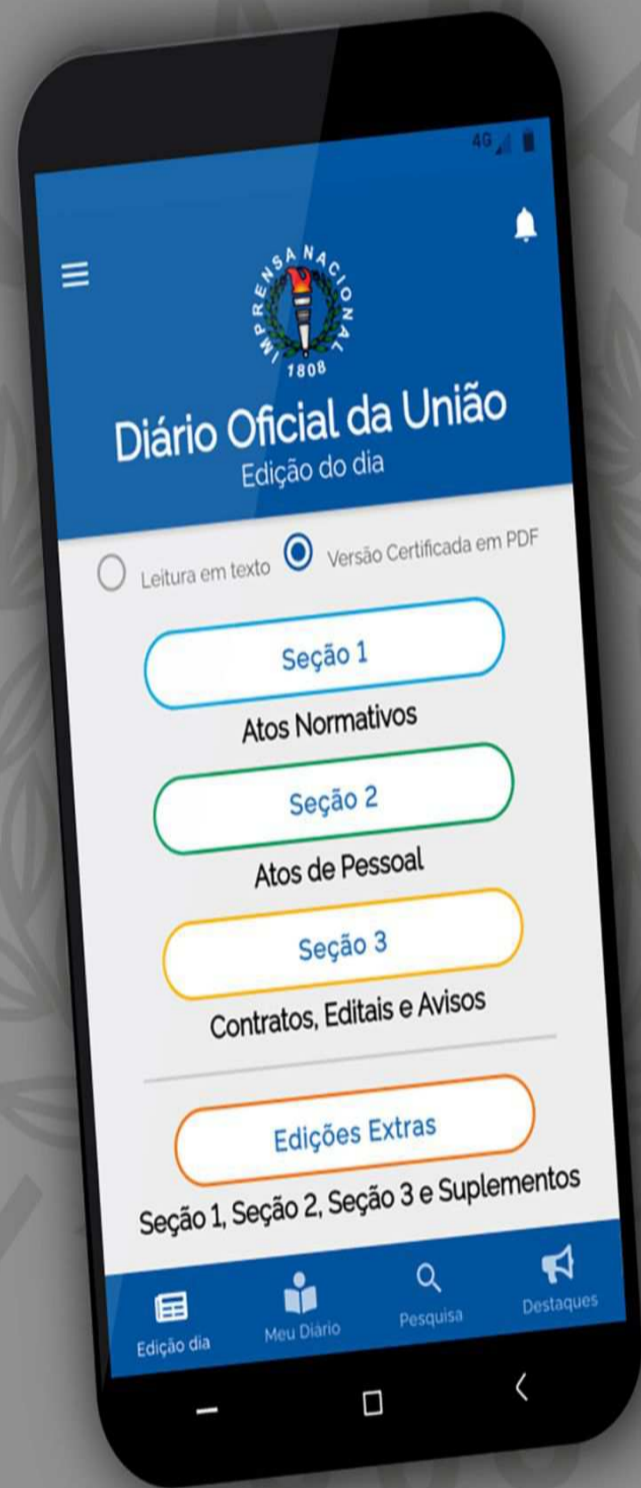 4G
IMPRENSA NACIONAL
1808
Diário Oficial da União
Edição do dia
Leitura em texto Versão Certificada em PDF
Seção 1
Atos Normativos
Seção 2
Atos de Pessoal
Seção 3
Contratos, Editais e Avisos
Edições Extras
Seção 1, Seção 2, Seção 3 e Suplementos
Edição dia Meu Diário Pesquisa Destaques